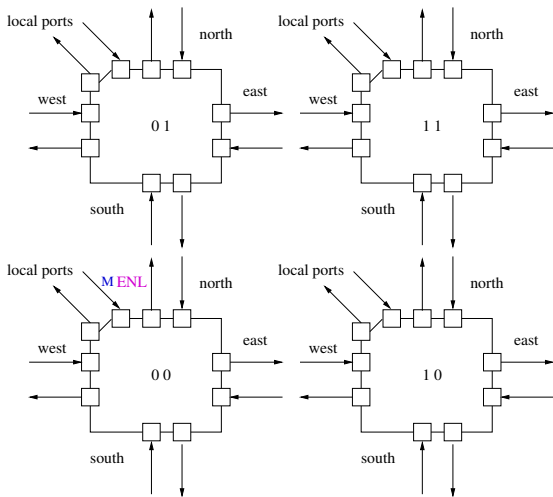 local ports
north
west
east
0 1
south
local ports
north
west
east
1 1
south
local ports
M ENL
north
west
east
0 0
south
local ports
north
west
east
1 0
south